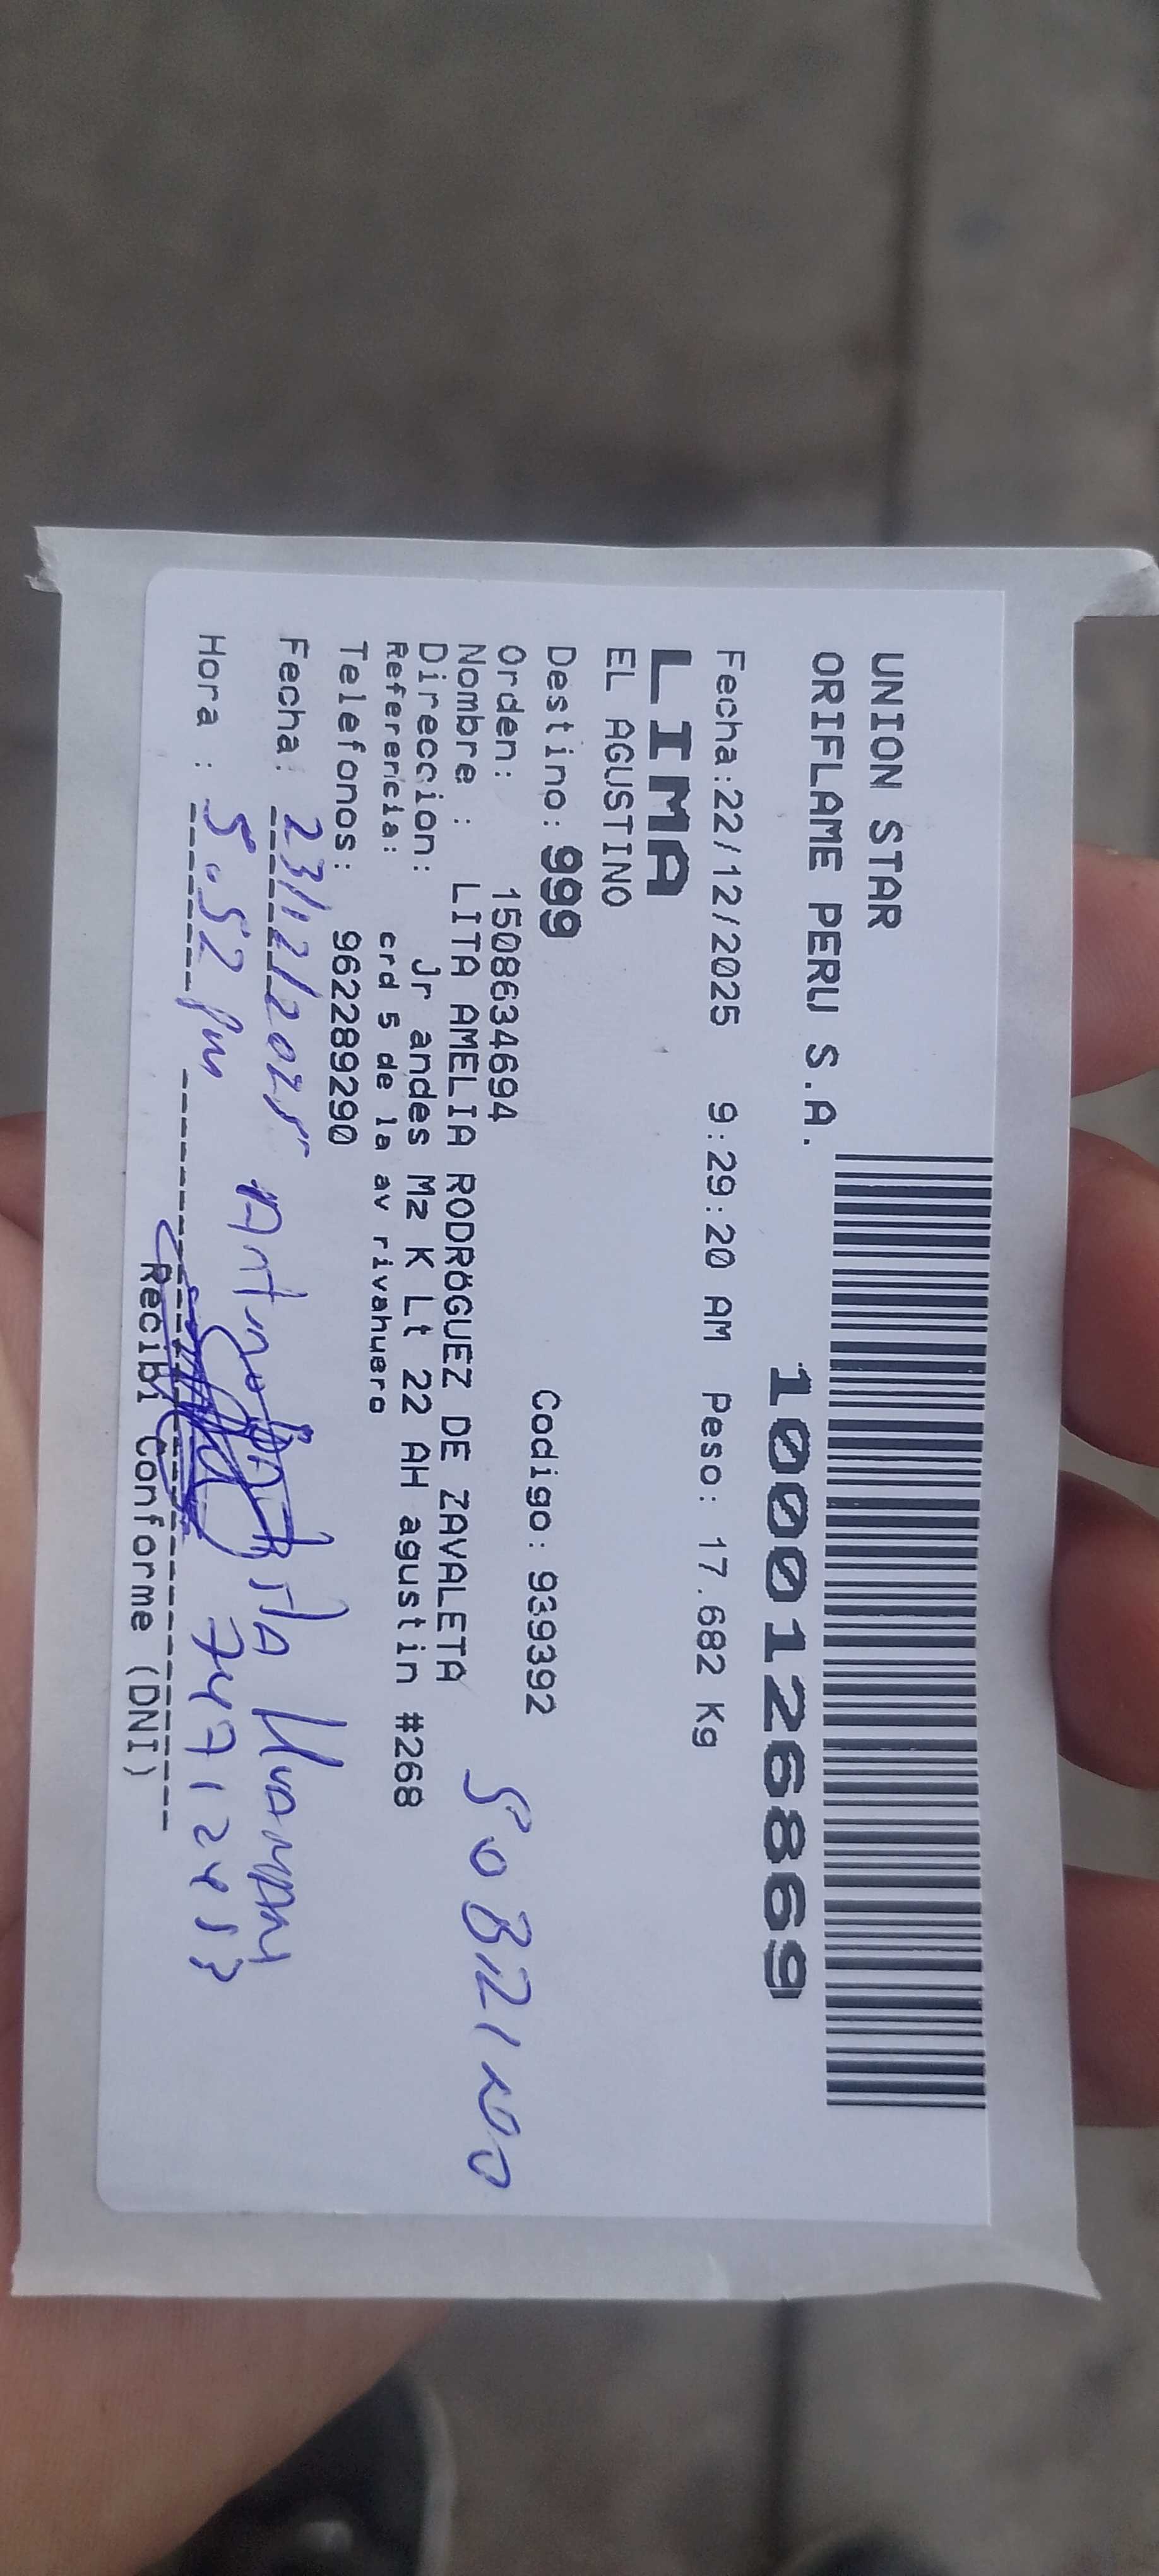 UNION STAR
ORIFLAME PERU S.A.
1000126869
Fecha:22/12/2025 9:29:20 AM Peso: 17.682 Kg
LIMA
EL AGUSTINO
Destino: 999 Codigo: 939392
Orden: 1508634694
Nombre : LITA AMELIA RODRÖGUEZ DE ZAVALETA
SOBRINO
Direccion: Jr andes Mz K Lt 22 AH agustin #268
Referencia: crd 5 de la av rivahuero
Telefonos: 962289290
Fecha: 23/12/2025
Hora : 5.52 pm
Recibi Conforme (DNI)